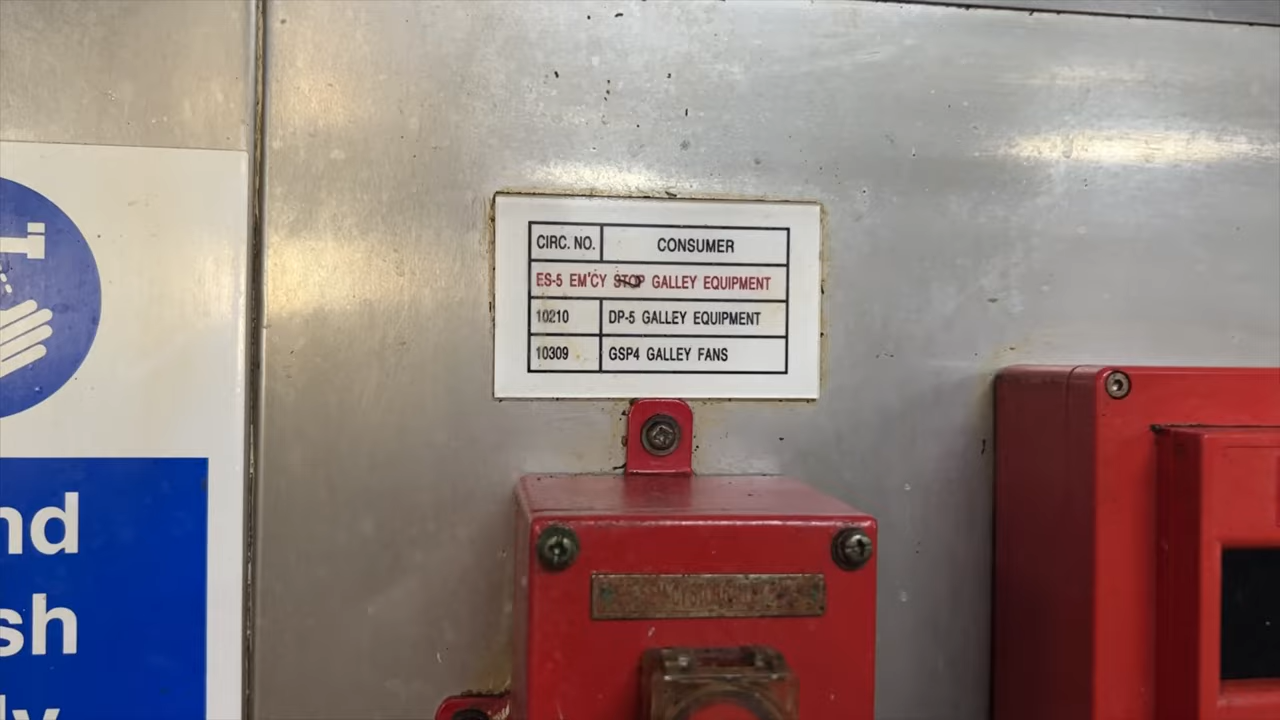 CIRC. NO. CONSUMER
ES-5 EM'CY STOP GALLEY EQUIPMENT
10210 DP-5 GALLEY EQUIPMENT
10309 GSP4 GALLEY FANS
nd
sh
ly